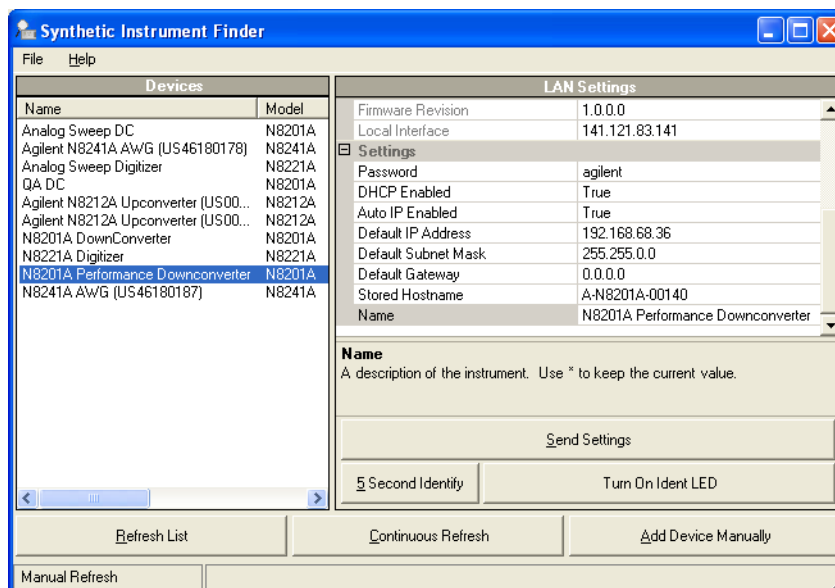 Synthetic Instrument Finder
File Help
Devices
Name Model
Analog Sweep DC N8201A
Agilent N8241A AWG (US46180178) N8241A
Analog Sweep Digitizer N8221A
QA DC N8201A
Agilent N8212A Upconverter (US00... N8212A
Agilent N8212A Upconverter (US00... N8212A
N8201A DownConverter N8201A
N8221A Digitizer N8221A
N8201A Performance Downconverter N8201A
N8241A AWG (US46180187) N8241A
LAN Settings
Firmware Revision 1.0.0.0
Local Interface 141.121.83.141
Settings
Password agilent
DHCP Enabled True
Auto IP Enabled True
Default IP Address 192.168.68.36
Default Subnet Mask 255.255.0.0
Default Gateway 0.0.0.0
Stored Hostname A-N8201A-00140
Name N8201A Performance Downconverter
Name
A description of the instrument. Use * to keep the current value.
Send Settings
5 Second Identify Turn On Ident LED
Refresh List Continuous Refresh Add Device Manually
Manual Refresh